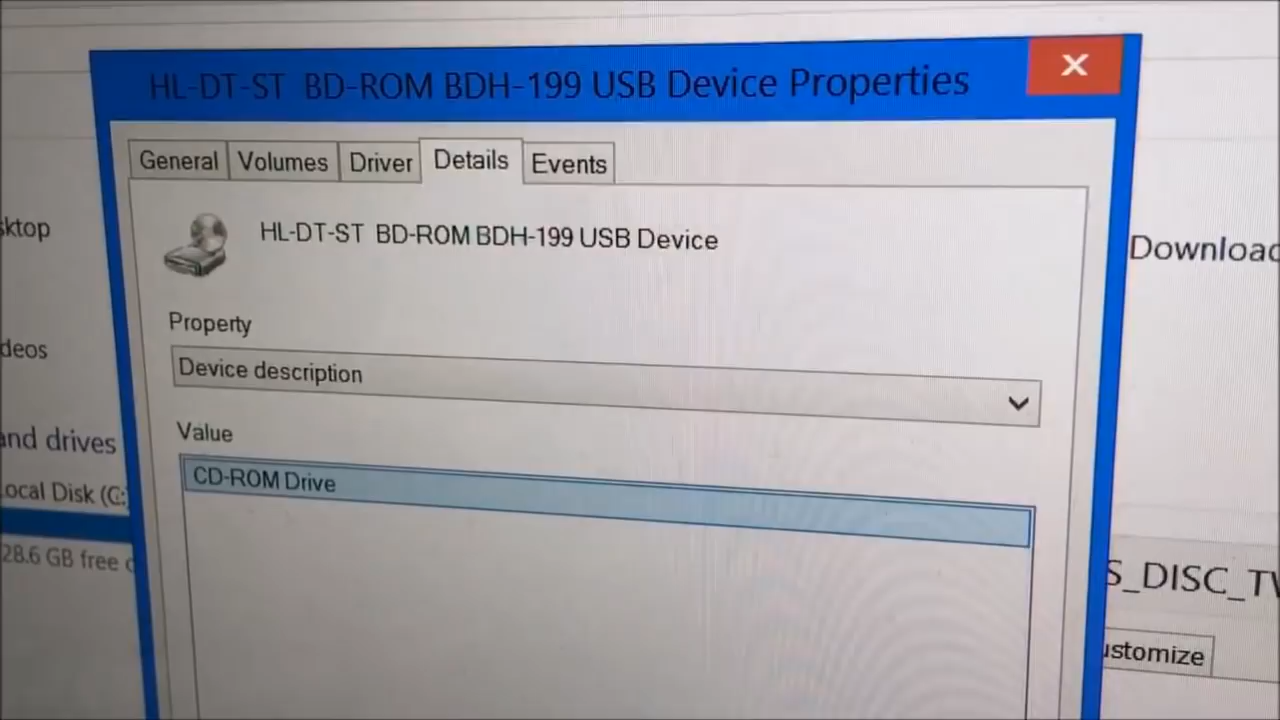 HL-DT-ST BD-ROM BDH-199 USB Device Properties
General Volumes Driver Details Events
HL-DT-ST BD-ROM BDH-199 USB Device
Property
Device description
Value
CD-ROM Drive
sktop
deos
and drives
ocal Disk (C:)
28.6 GB free
Download
S_DISC_TW
ustomize